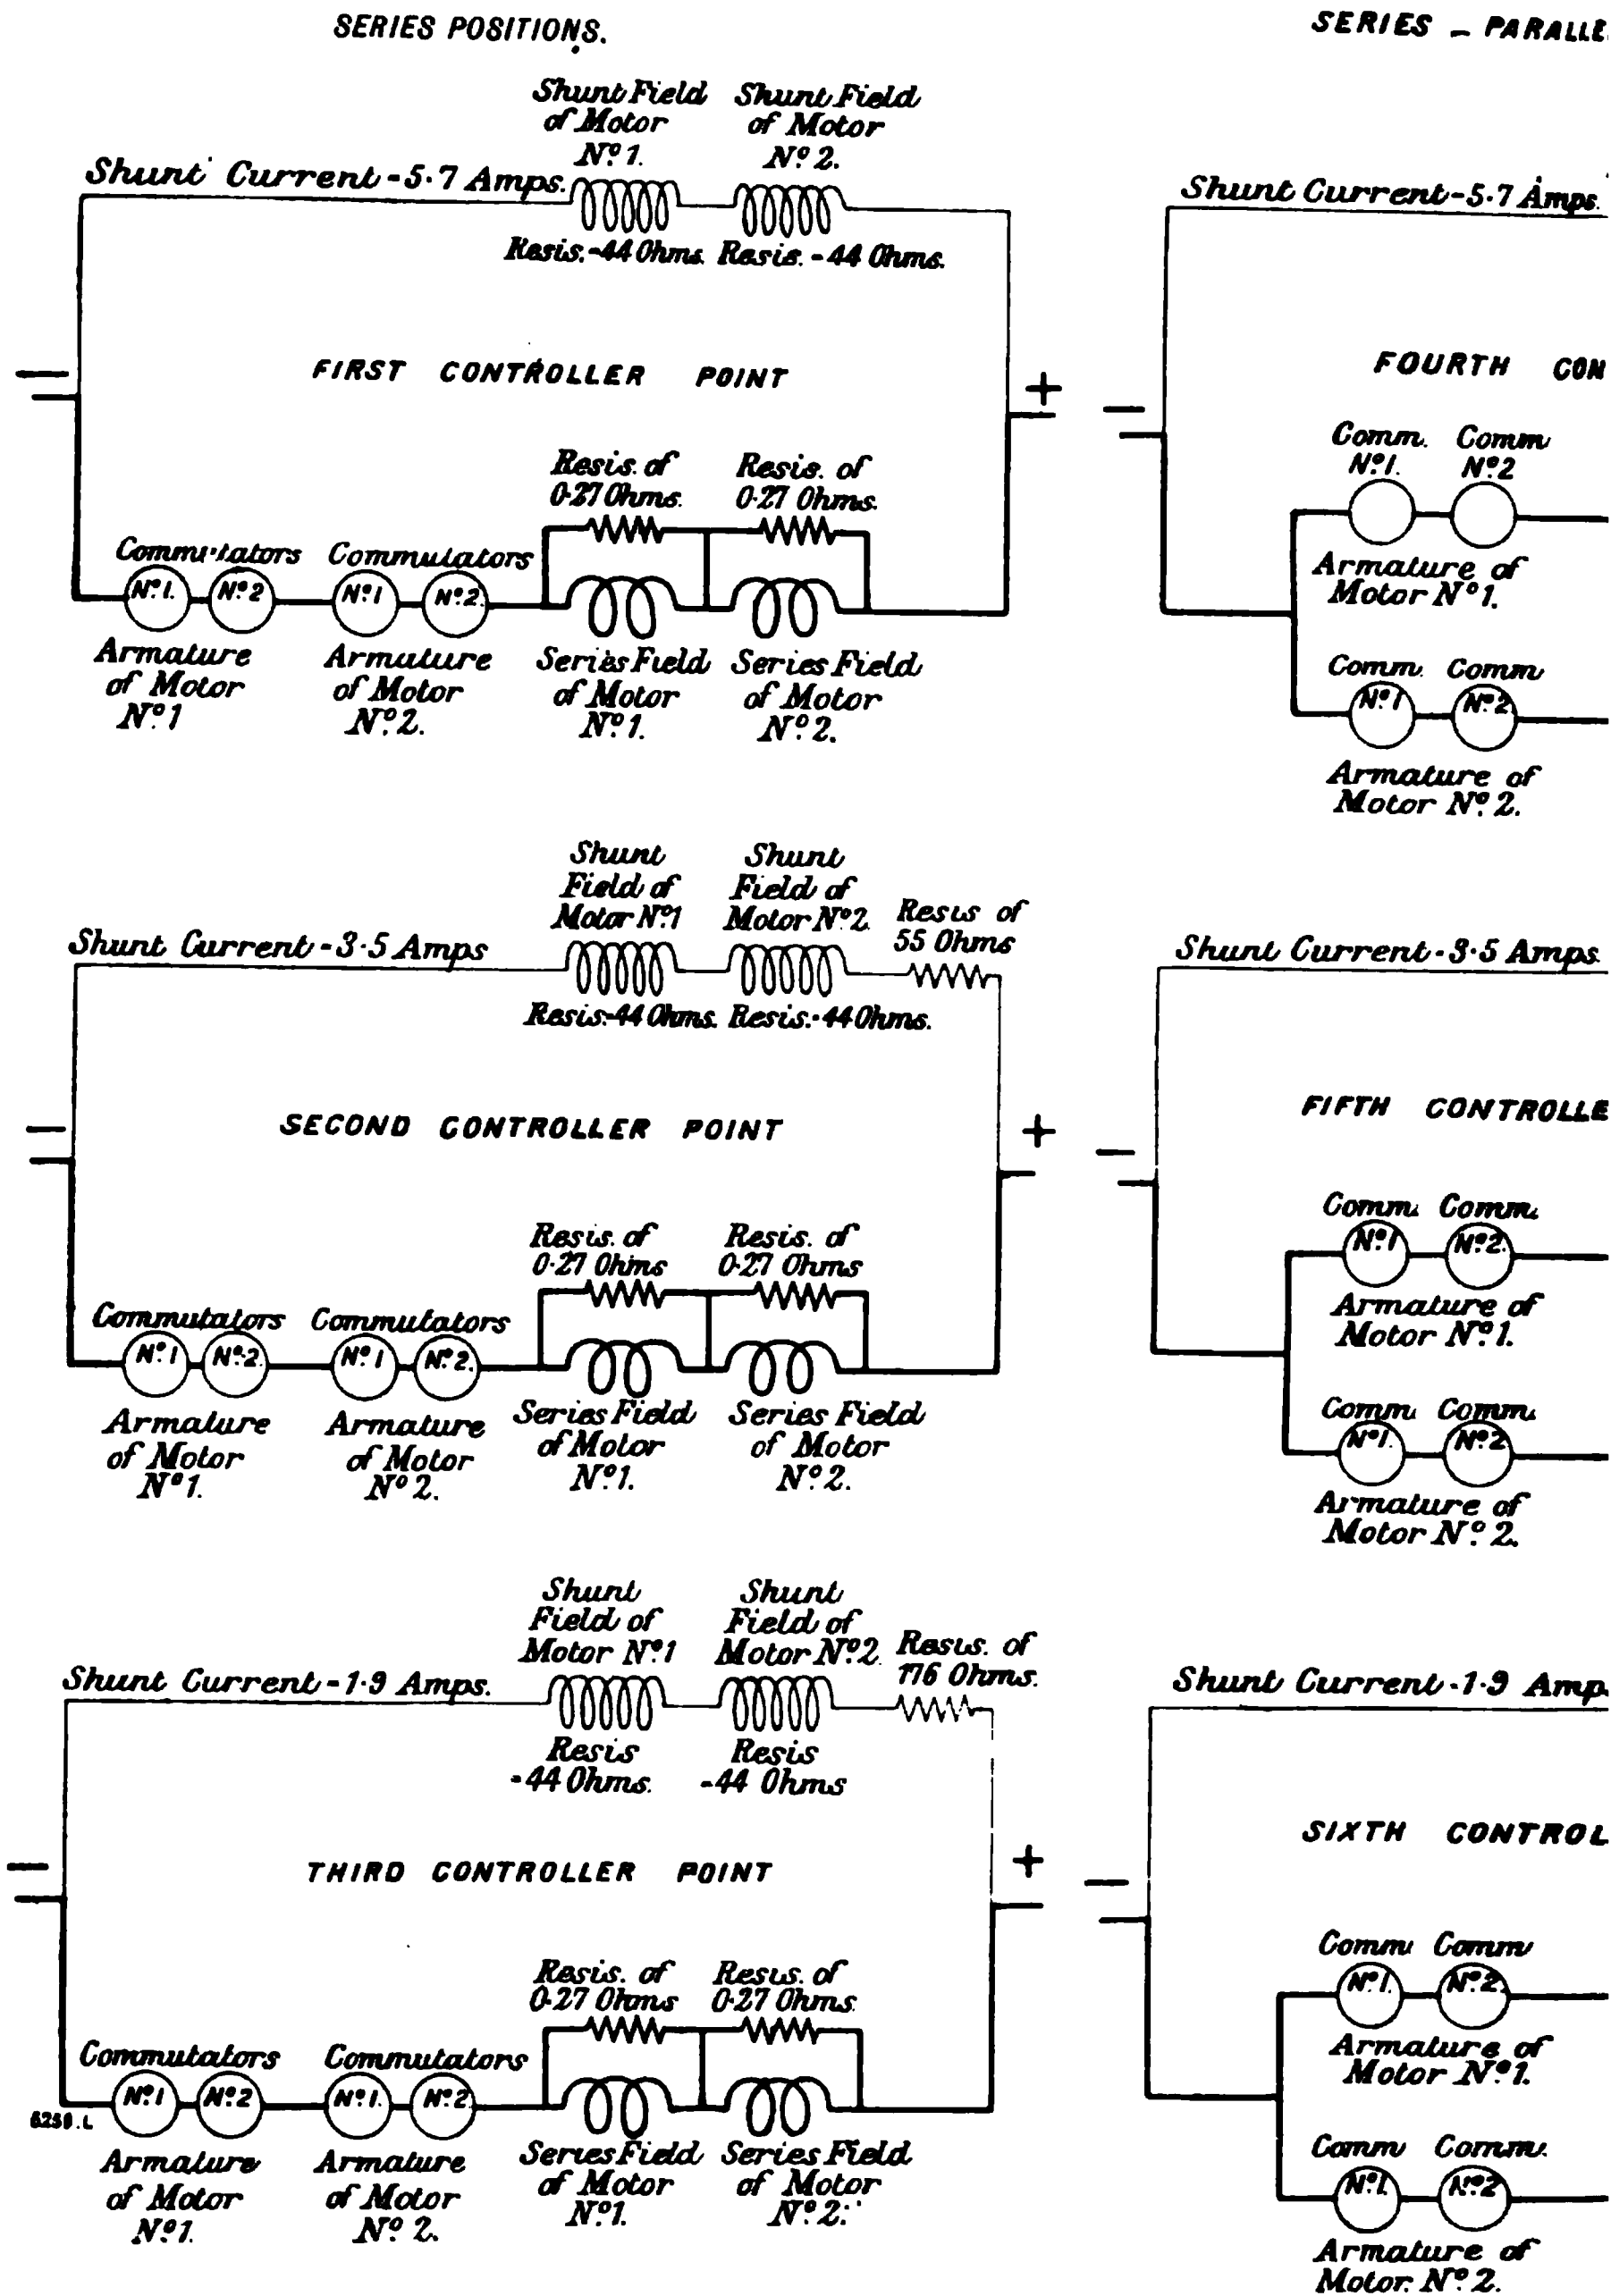 SERIES POSITIONS.
Shunt Field
of Motor
Nº 1.
Shunt Field
of Motor
Nº 2.
Shunt Current - 5·7 Amps.
Resis. - 44 Ohms.
Resis. - 44 Ohms.
FIRST CONTROLLER POINT
+
Resis. of
0·27 Ohms.
Resis. of
0·27 Ohms.
Commutators
Nº 1.
Nº 2
Commutators
Nº 1
Nº 2.
Armature
of Motor
Nº 1
Armature
of Motor
Nº 2.
Series Field
of Motor
Nº 1.
Series Field
of Motor
Nº 2.
Shunt
Field of
Motor Nº 1
Shunt
Field of
Motor Nº 2
Resis of
55 Ohms
Shunt Current - 3·5 Amps
Resis: - 44 Ohms.
Resis: - 44 Ohms.
SECOND CONTROLLER POINT
+
Resis. of
0·27 Ohms
Resis. of
0·27 Ohms
Commutators
Nº 1
Nº 2.
Commutators
Nº 1
Nº 2.
Armature
of Motor
Nº 1.
Armature
of Motor
Nº 2.
Series Field
of Motor
Nº 1.
Series Field
of Motor
Nº 2.
Shunt
Field of
Motor Nº 1
Shunt
Field of
Motor Nº 2.
Resis. of
176 Ohms.
Shunt Current - 1·9 Amps.
Resis
- 44 Ohms.
Resis
- 44 Ohms
THIRD CONTROLLER POINT
+
Resis. of
0·27 Ohms
Resis. of
0·27 Ohms
Commutators
Nº 1
Nº 2
Commutators
Nº 1.
Nº 2.
6250.L
Armature
of Motor
Nº 1.
Armature
of Motor
Nº 2.
Series Field
of Motor
Nº 1.
Series Field
of Motor
Nº 2.
SERIES - PARALLE
Shunt Current - 5·7 Amps.
FOURTH CON
Comm.
Nº 1.
Comm
Nº 2
Armature of
Motor Nº 1.
Comm.
Nº 1
Comm
Nº 2.
Armature of
Motor Nº 2.
Shunt Current - 3·5 Amps
FIFTH CONTROLLE
Comm.
Nº 1
Comm.
Nº 2.
Armature of
Motor Nº 1.
Comm.
Nº 1.
Comm.
Nº 2
Armature of
Motor Nº 2.
Shunt Current - 1·9 Amp
SIXTH CONTROL
Comm
Nº 1.
Comm
Nº 2.
Armature of
Motor Nº 1.
Comm
Nº 1.
Comm.
Nº 2
Armature of
Motor. Nº 2.